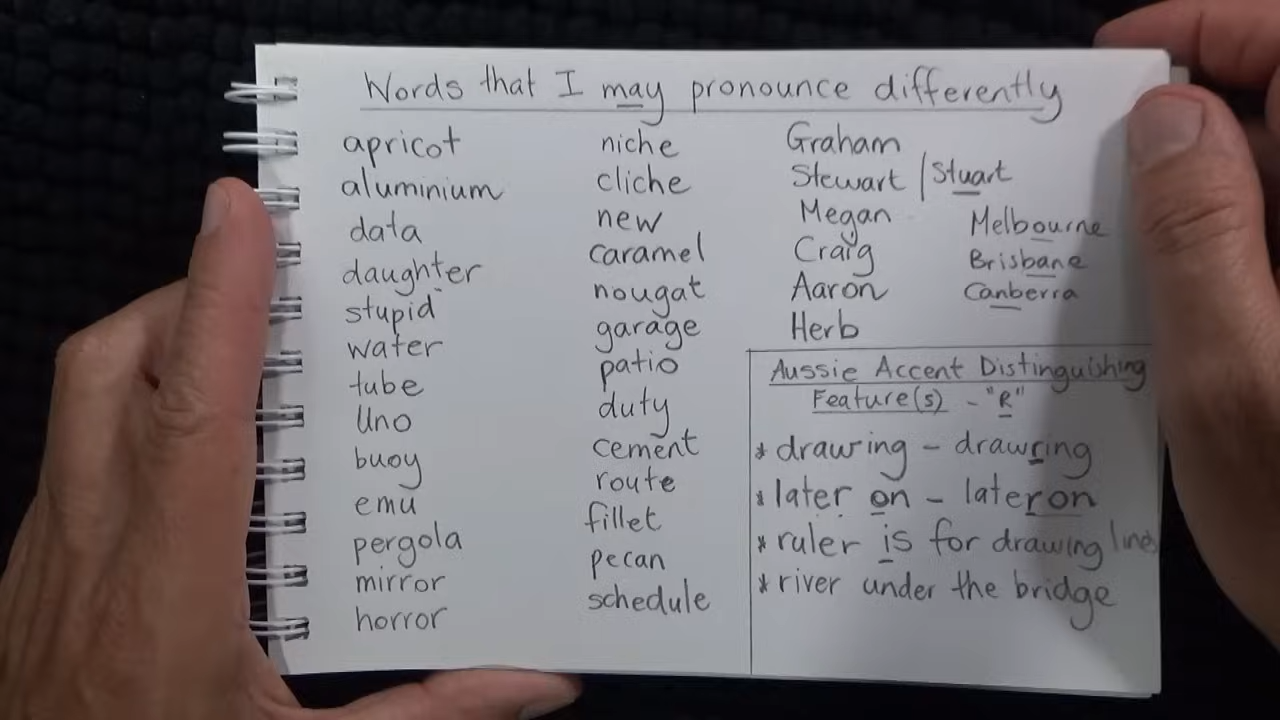 Words that I may pronounce differently
apricot
aluminium
data
daughter
stupid
water
tube
Uno
buoy
emu
pergola
mirror
horror
niche
cliche
new
caramel
nougat
garage
patio
duty
cement
route
fillet
pecan
schedule
Graham
Stewart / Stuart
Megan
Craig
Aaron
Herb
Melbourne
Brisbane
Canberra
Aussie Accent Distinguishing
Feature(s) - "R"
* drawing - drawring
* later on - lateron
* ruler is for drawing lines
* river under the bridge